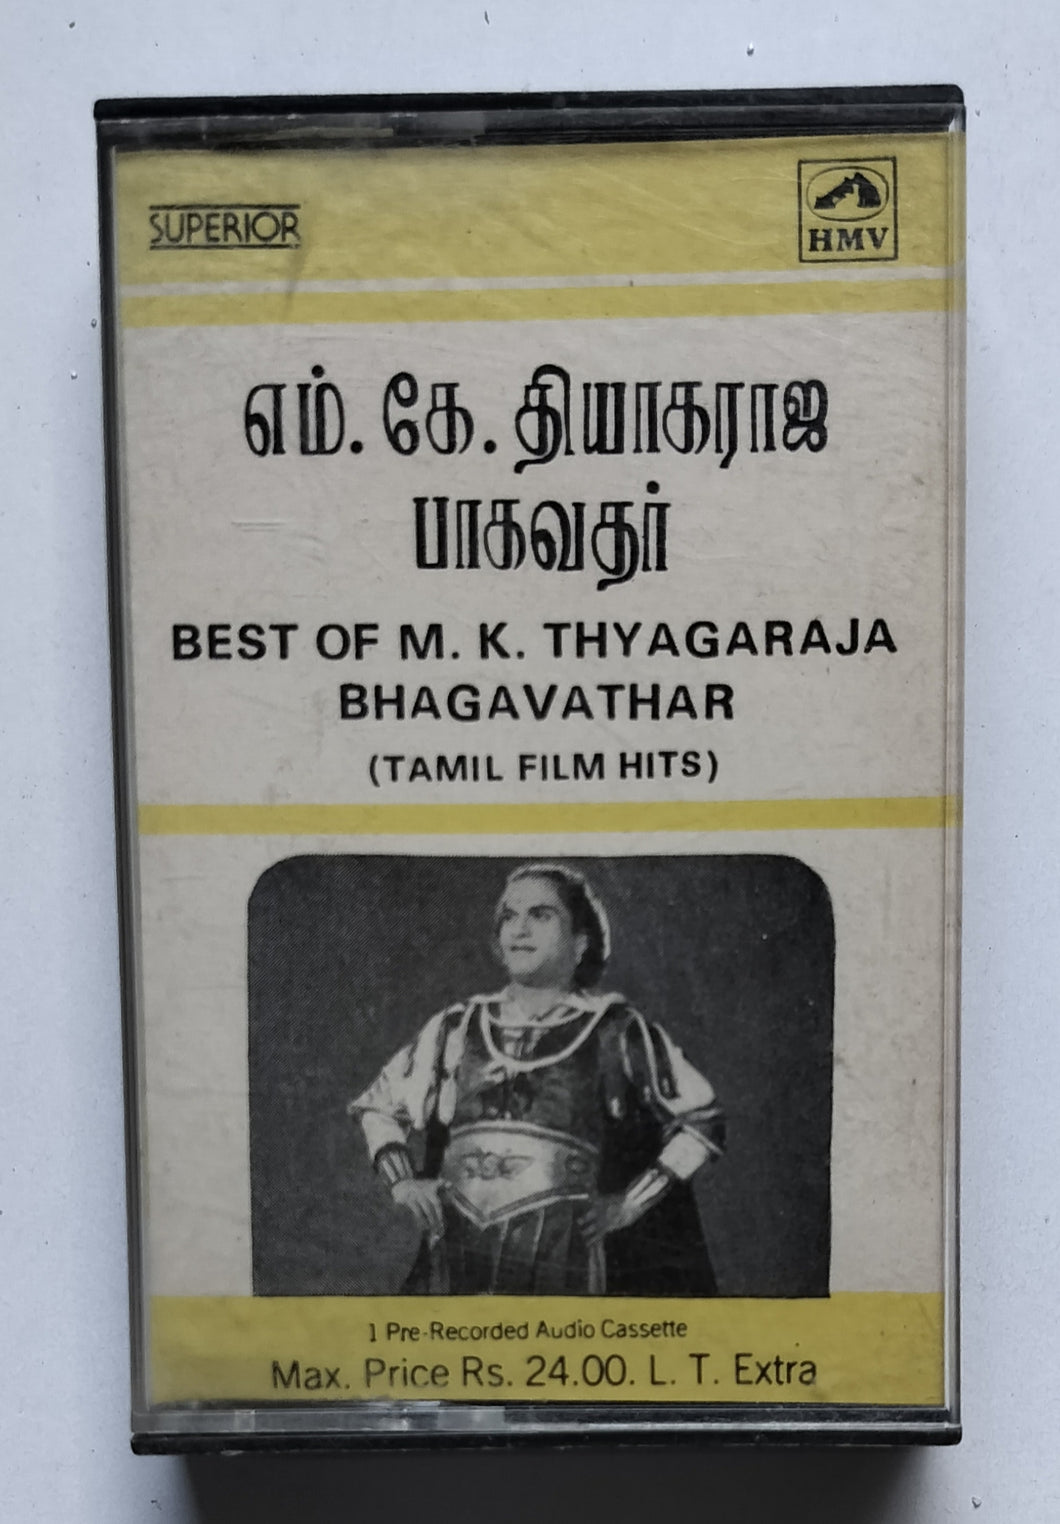 SUPERIOR
HMV
எம். கே. தியாகராஜ
பாகவதர்
BEST OF M. K. THYAGARAJA
BHAGAVATHAR
(TAMIL FILM HITS)
1 Pre-Recorded Audio Cassette
Max. Price Rs. 24.00. L. T. Extra